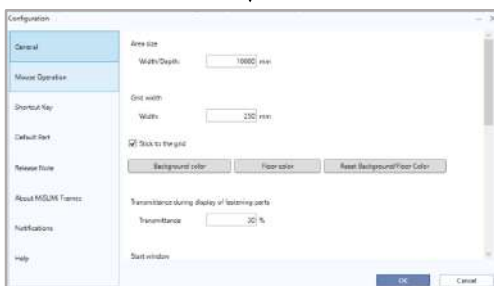 Configuration
General
Mouse Operation
Shortcut Key
Default Part
Release Note
About MISUMI Frames
Notifications
Help
Area size
Width/Depth: 10000 mm
Grid width
Width: 250 mm
Stick to the grid
Background color
Floor color
Reset Background/Floor Color
Transmittance during display of fastening parts
Transmittance 30 %
Start window
OK
Cancel